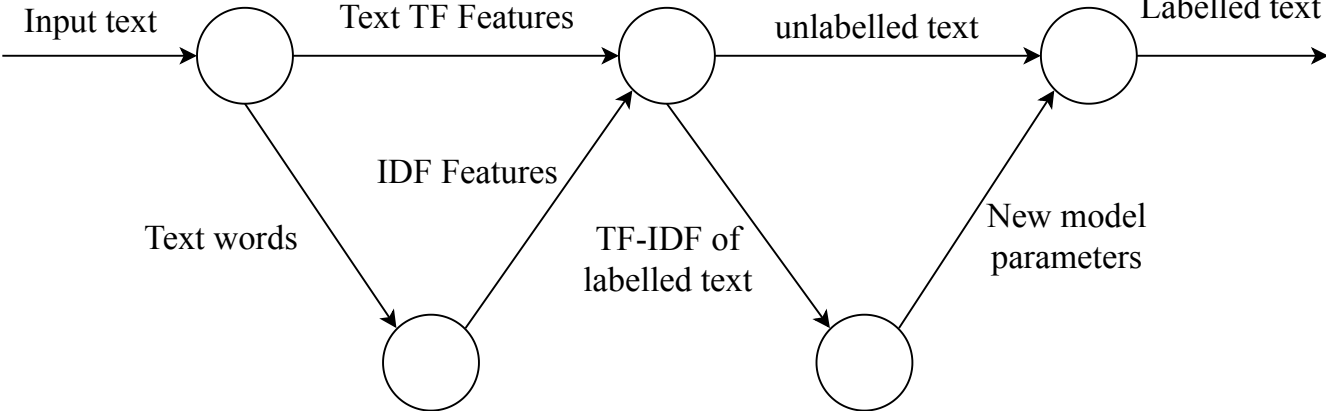 Input text
Text TF Features
unlabelled text
Labelled text
IDF Features
Text words
TF-IDF of
labelled text
New model
parameters